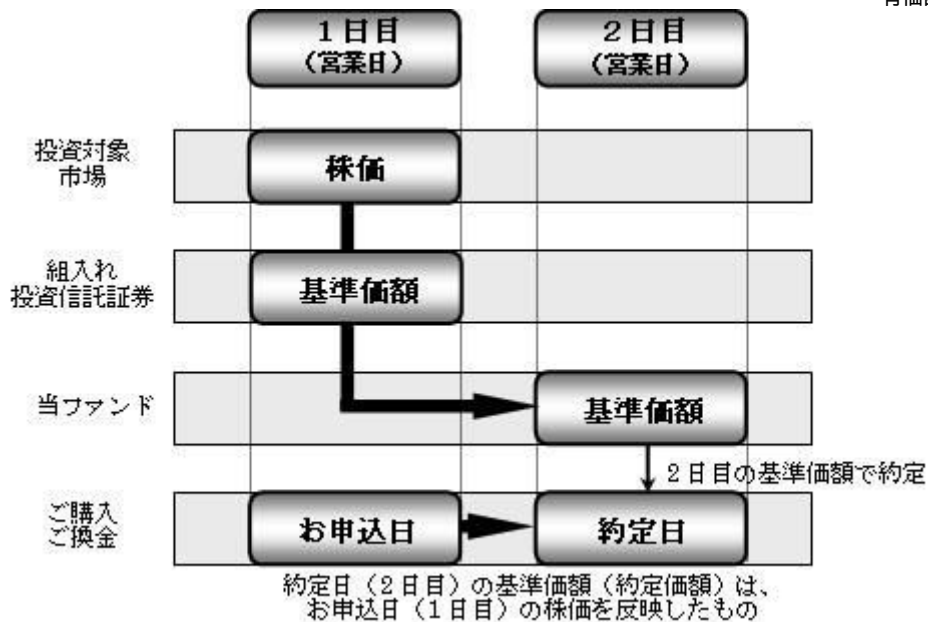 １日目
（営業日）
２日目
（営業日）
投資対象
市場
株価
組入れ
投資信託証券
基準価額
当ファンド
基準価額
２日目の基準価額で約定
ご購入
ご換金
お申込日
約定日
約定日（２日目）の基準価額（約定価額）は、
お申込日（１日目）の株価を反映したもの